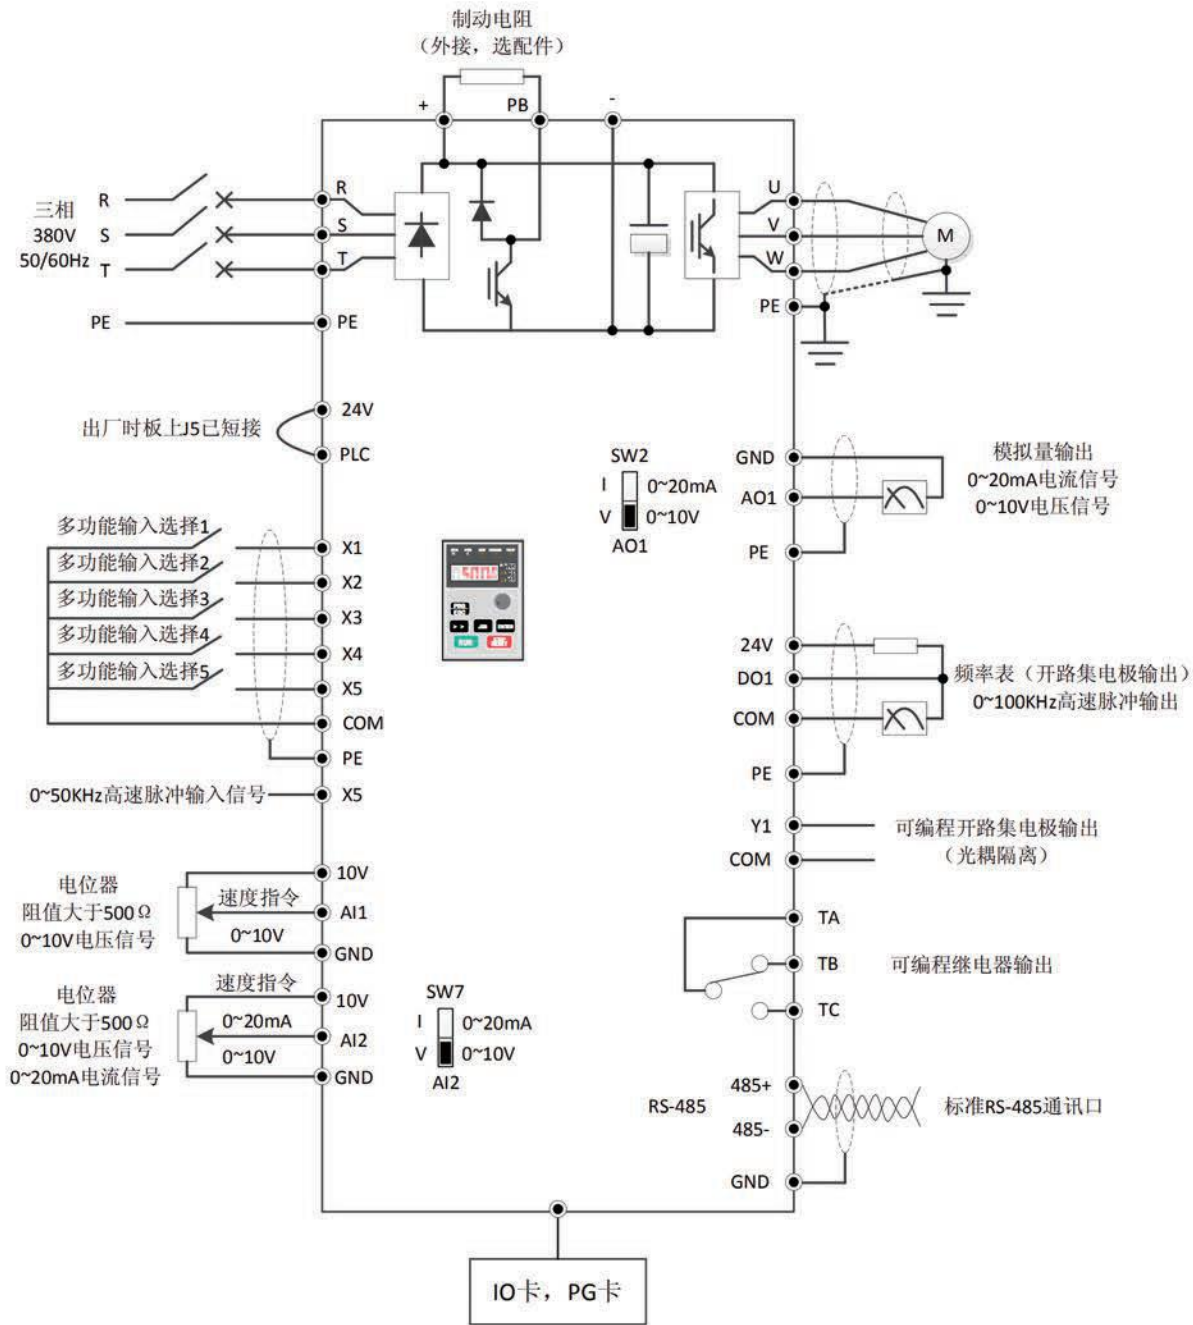 制动电阻
（外接，选配件）
+
PB
-
三相
380V
50/60Hz
R
S
T
PE
R
S
T
PE
U
V
W
PE
M
出厂时板上J5已短接
24V
PLC
多功能输入选择1
多功能输入选择2
多功能输入选择3
多功能输入选择4
多功能输入选择5
X1
X2
X3
X4
X5
COM
PE
0~50KHz高速脉冲输入信号
X5
电位器
阻值大于500Ω
0~10V电压信号
速度指令
0~10V
10V
AI1
GND
电位器
阻值大于500Ω
0~10V电压信号
0~20mA电流信号
速度指令
0~20mA
0~10V
10V
AI2
GND
SW7
I 0~20mA
V 0~10V
AI2
SW2
I 0~20mA
V 0~10V
AO1
GND
AO1
PE
模拟量输出
0~20mA电流信号
0~10V电压信号
24V
DO1
COM
PE
频率表（开路集电极输出）
0~100KHz高速脉冲输出
Y1
COM
可编程开路集电极输出
（光耦隔离）
TA
TB
TC
可编程继电器输出
RS-485
485+
485-
GND
标准RS-485通讯口
IO卡，PG卡